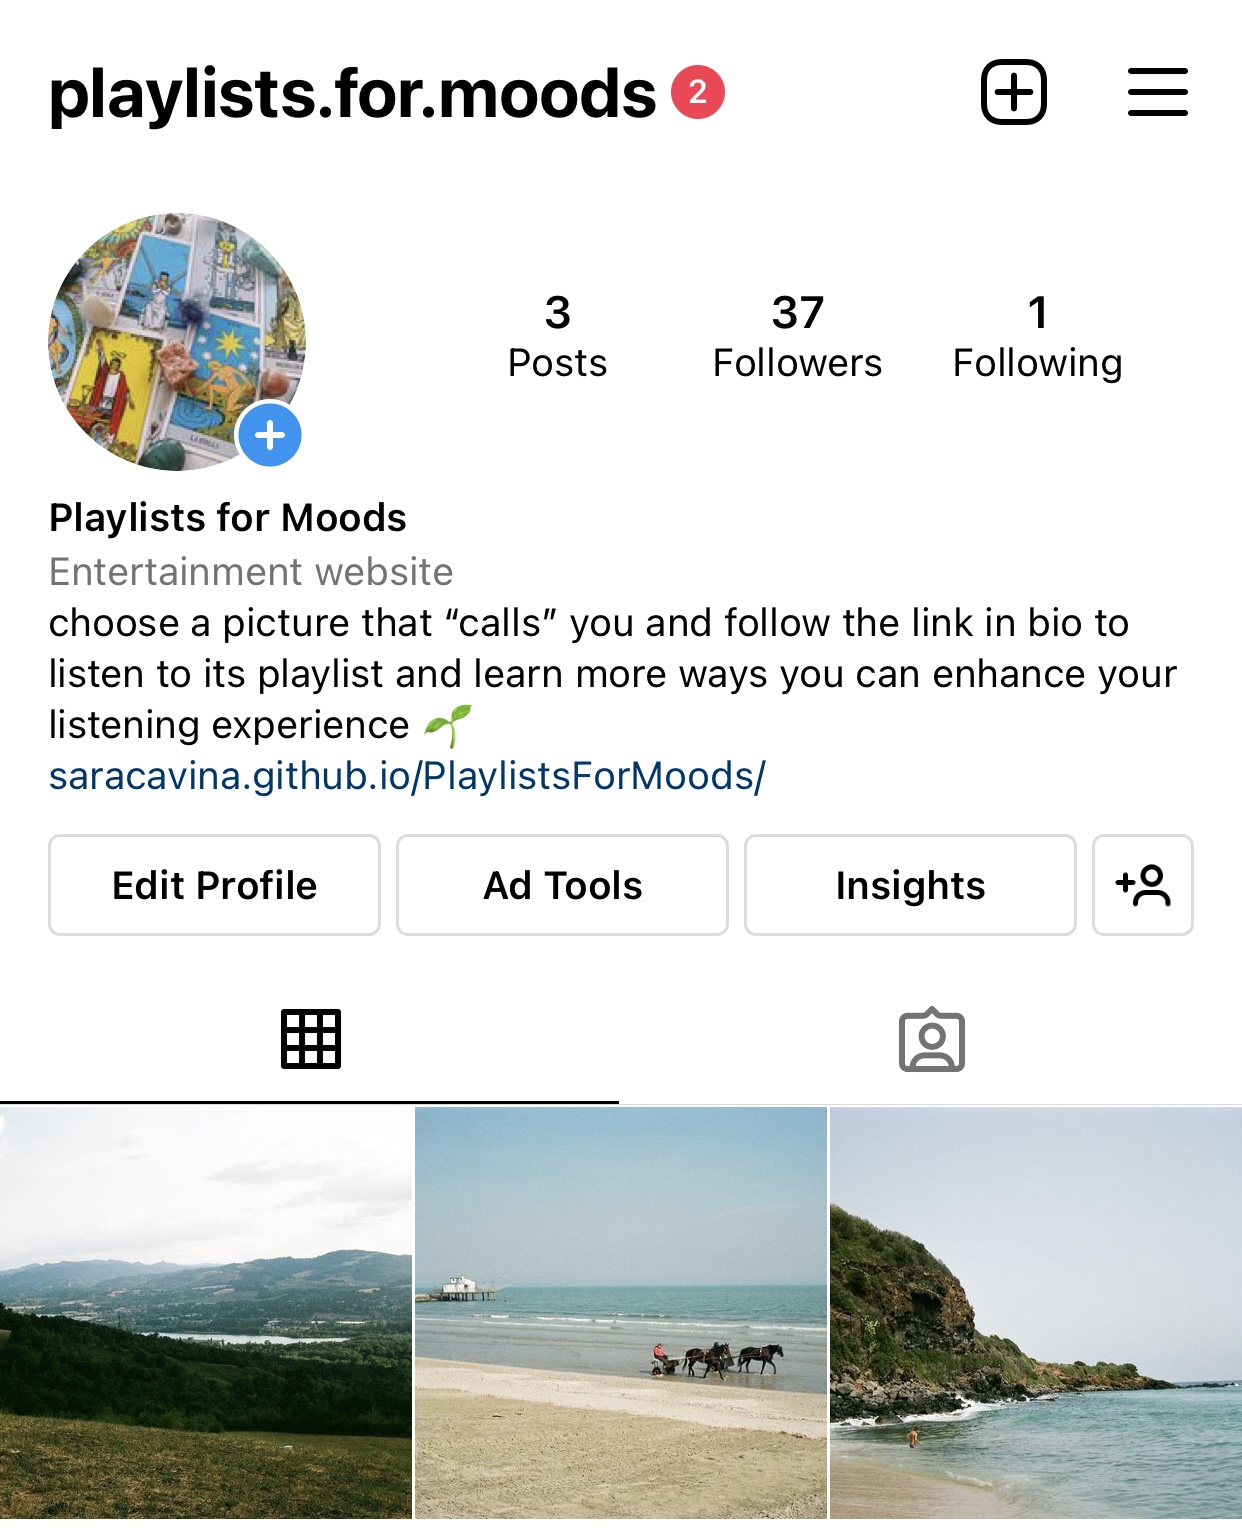 playlists.for.moods 2
3 37 1
Posts Followers Following
Playlists for Moods
Entertainment website
choose a picture that “calls” you and follow the link in bio to
listen to its playlist and learn more ways you can enhance your
listening experience 🌱
saracavina.github.io/PlaylistsForMoods/
Edit Profile Ad Tools Insights